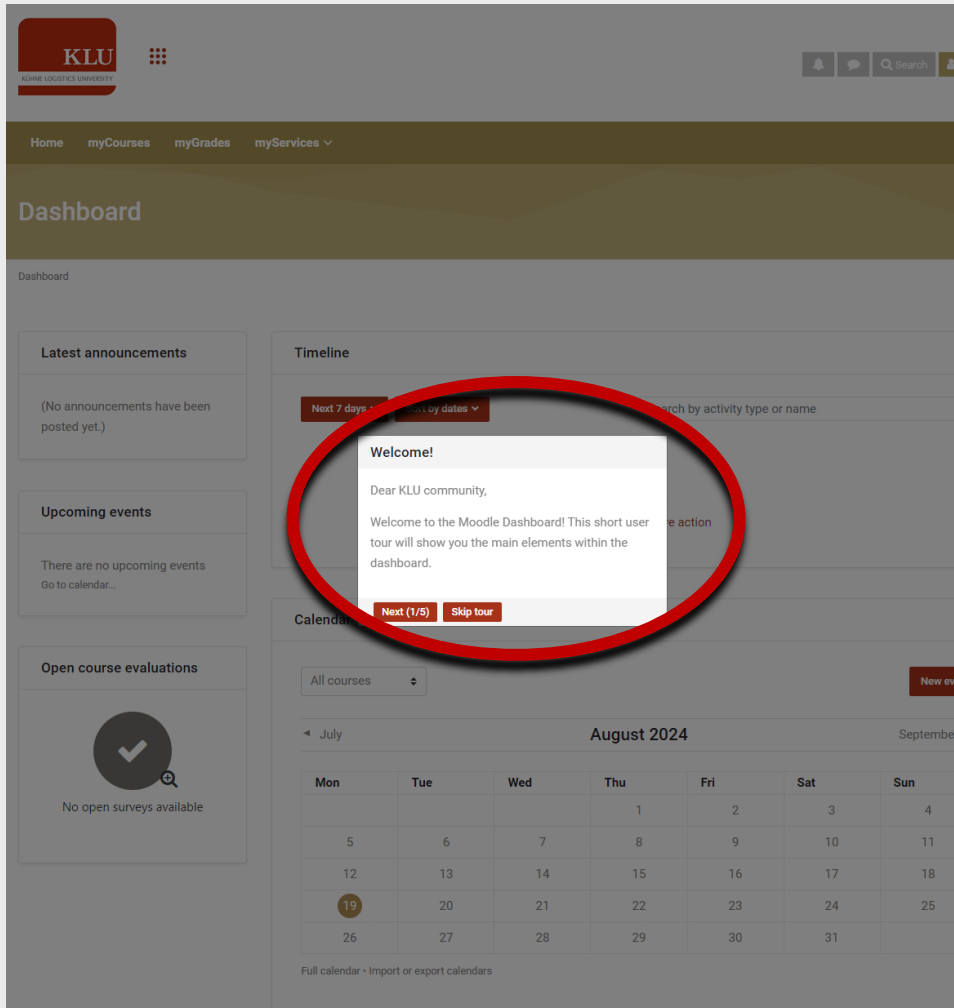 KLU
KÜHNE LOGISTICS UNIVERSITY
Search
Home myCourses myGrades myServices
Dashboard
Dashboard
Latest announcements
(No announcements have been
posted yet.)
Upcoming events
There are no upcoming events
Go to calendar...
Open course evaluations
No open surveys available
Timeline
Next 7 days
Sort by dates
by activity type or name
Welcome!
Dear KLU community,
Welcome to the Moodle Dashboard! This short user
tour will show you the main elements within the
dashboard.
action
Next (1/5) Skip tour
Calendar
All courses
New ev
◄ July August 2024 Septembe
Mon Tue Wed Thu Fri Sat Sun
1 2 3 4
5 6 7 8 9 10 11
12 13 14 15 16 17 18
19 20 21 22 23 24 25
26 27 28 29 30 31
Full calendar • Import or export calendars